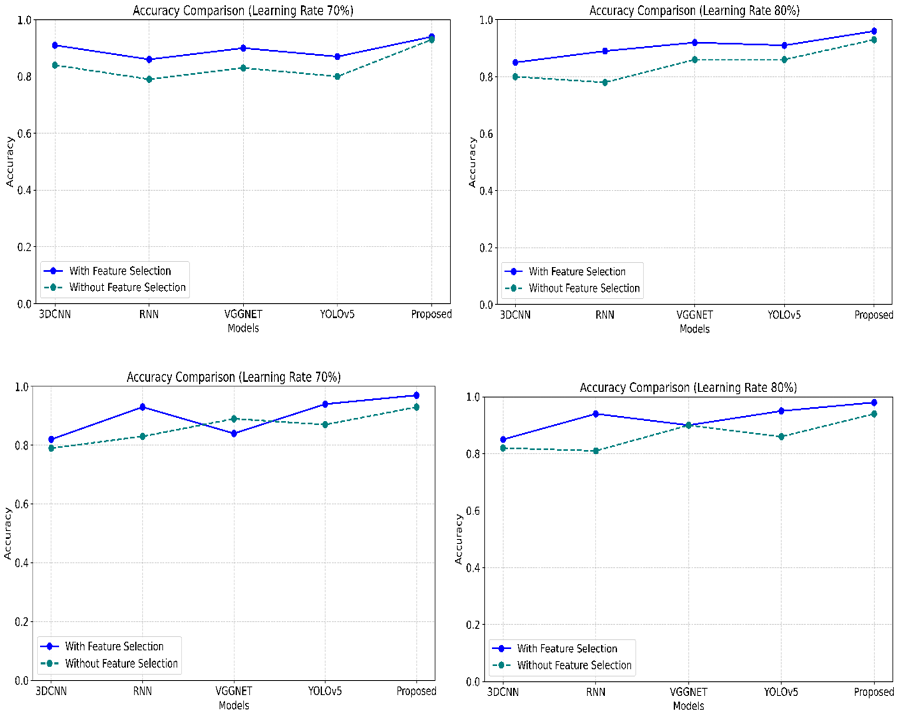 Accuracy Comparison (Learning Rate 70%)
1.0
0.8
0.6
0.4
0.2
0.0
Accuracy
With Feature Selection
Without Feature Selection
3DCNN RNN VGGNET YOLOv5 Proposed
Models
Accuracy Comparison (Learning Rate 80%)
1.0
0.8
0.6
0.4
0.2
0.0
Accuracy
With Feature Selection
Without Feature Selection
3DCNN RNN VGGNET YOLOv5 Proposed
Models
Accuracy Comparison (Learning Rate 70%)
1.0
0.8
0.6
0.4
0.2
0.0
Accuracy
With Feature Selection
Without Feature Selection
3DCNN RNN VGGNET YOLOv5 Proposed
Models
Accuracy Comparison (Learning Rate 80%)
1.0
0.8
0.6
0.4
0.2
0.0
Accuracy
With Feature Selection
Without Feature Selection
3DCNN RNN VGGNET YOLOv5 Proposed
Models